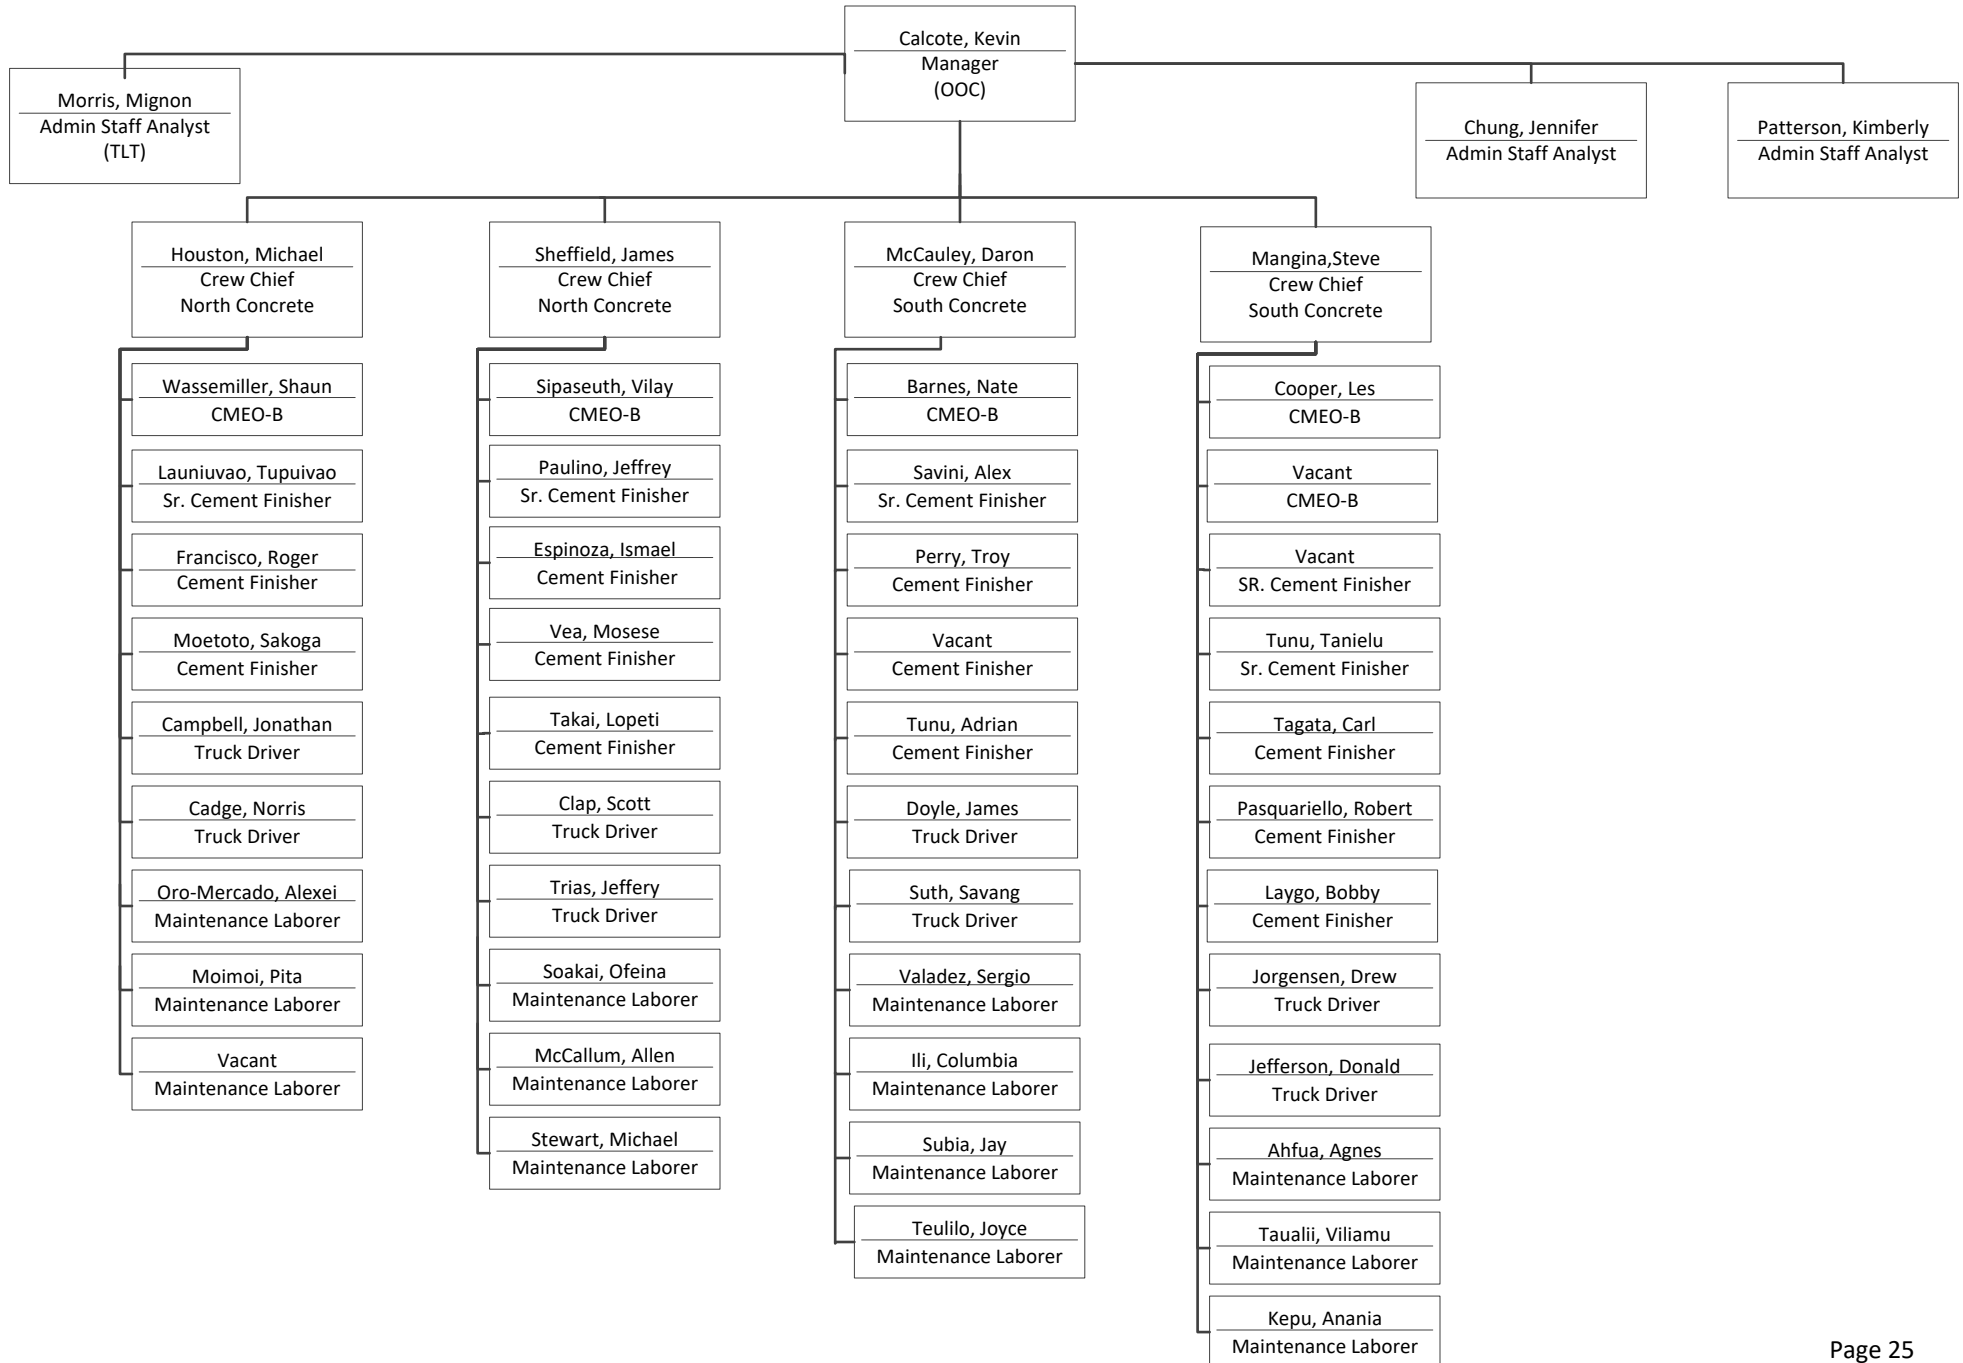 Calcote, Kevin
Manager
(OOC)
Morris, Mignon
Admin Staff Analyst
(TLT)
Chung, Jennifer
Admin Staff Analyst
Patterson, Kimberly
Admin Staff Analyst
Houston, Michael
Crew Chief
North Concrete
Wassemiller, Shaun
CMEO-B
Launiuvao, Tupuivao
Sr. Cement Finisher
Francisco, Roger
Cement Finisher
Moetoto, Sakoga
Cement Finisher
Campbell, Jonathan
Truck Driver
Cadge, Norris
Truck Driver
Oro-Mercado, Alexei
Maintenance Laborer
Moimoi, Pita
Maintenance Laborer
Vacant
Maintenance Laborer
Sheffield, James
Crew Chief
North Concrete
Sipaseuth, Vilay
CMEO-B
Paulino, Jeffrey
Sr. Cement Finisher
Espinoza, Ismael
Cement Finisher
Vea, Mosese
Cement Finisher
Takai, Lopeti
Cement Finisher
Clap, Scott
Truck Driver
Trias, Jeffery
Truck Driver
Soakai, Ofeina
Maintenance Laborer
McCallum, Allen
Maintenance Laborer
Stewart, Michael
Maintenance Laborer
McCauley, Daron
Crew Chief
South Concrete
Barnes, Nate
CMEO-B
Savini, Alex
Sr. Cement Finisher
Perry, Troy
Cement Finisher
Vacant
Cement Finisher
Tunu, Adrian
Cement Finisher
Doyle, James
Truck Driver
Suth, Savang
Truck Driver
Valadez, Sergio
Maintenance Laborer
Ili, Columbia
Maintenance Laborer
Subia, Jay
Maintenance Laborer
Teulilo, Joyce
Maintenance Laborer
Mangina,Steve
Crew Chief
South Concrete
Cooper, Les
CMEO-B
Vacant
CMEO-B
Vacant
SR. Cement Finisher
Tunu, Tanielu
Sr. Cement Finisher
Tagata, Carl
Cement Finisher
Pasquariello, Robert
Cement Finisher
Laygo, Bobby
Cement Finisher
Jorgensen, Drew
Truck Driver
Jefferson, Donald
Truck Driver
Ahfua, Agnes
Maintenance Laborer
Taualii, Viliamu
Maintenance Laborer
Kepu, Anania
Maintenance Laborer
Page 25